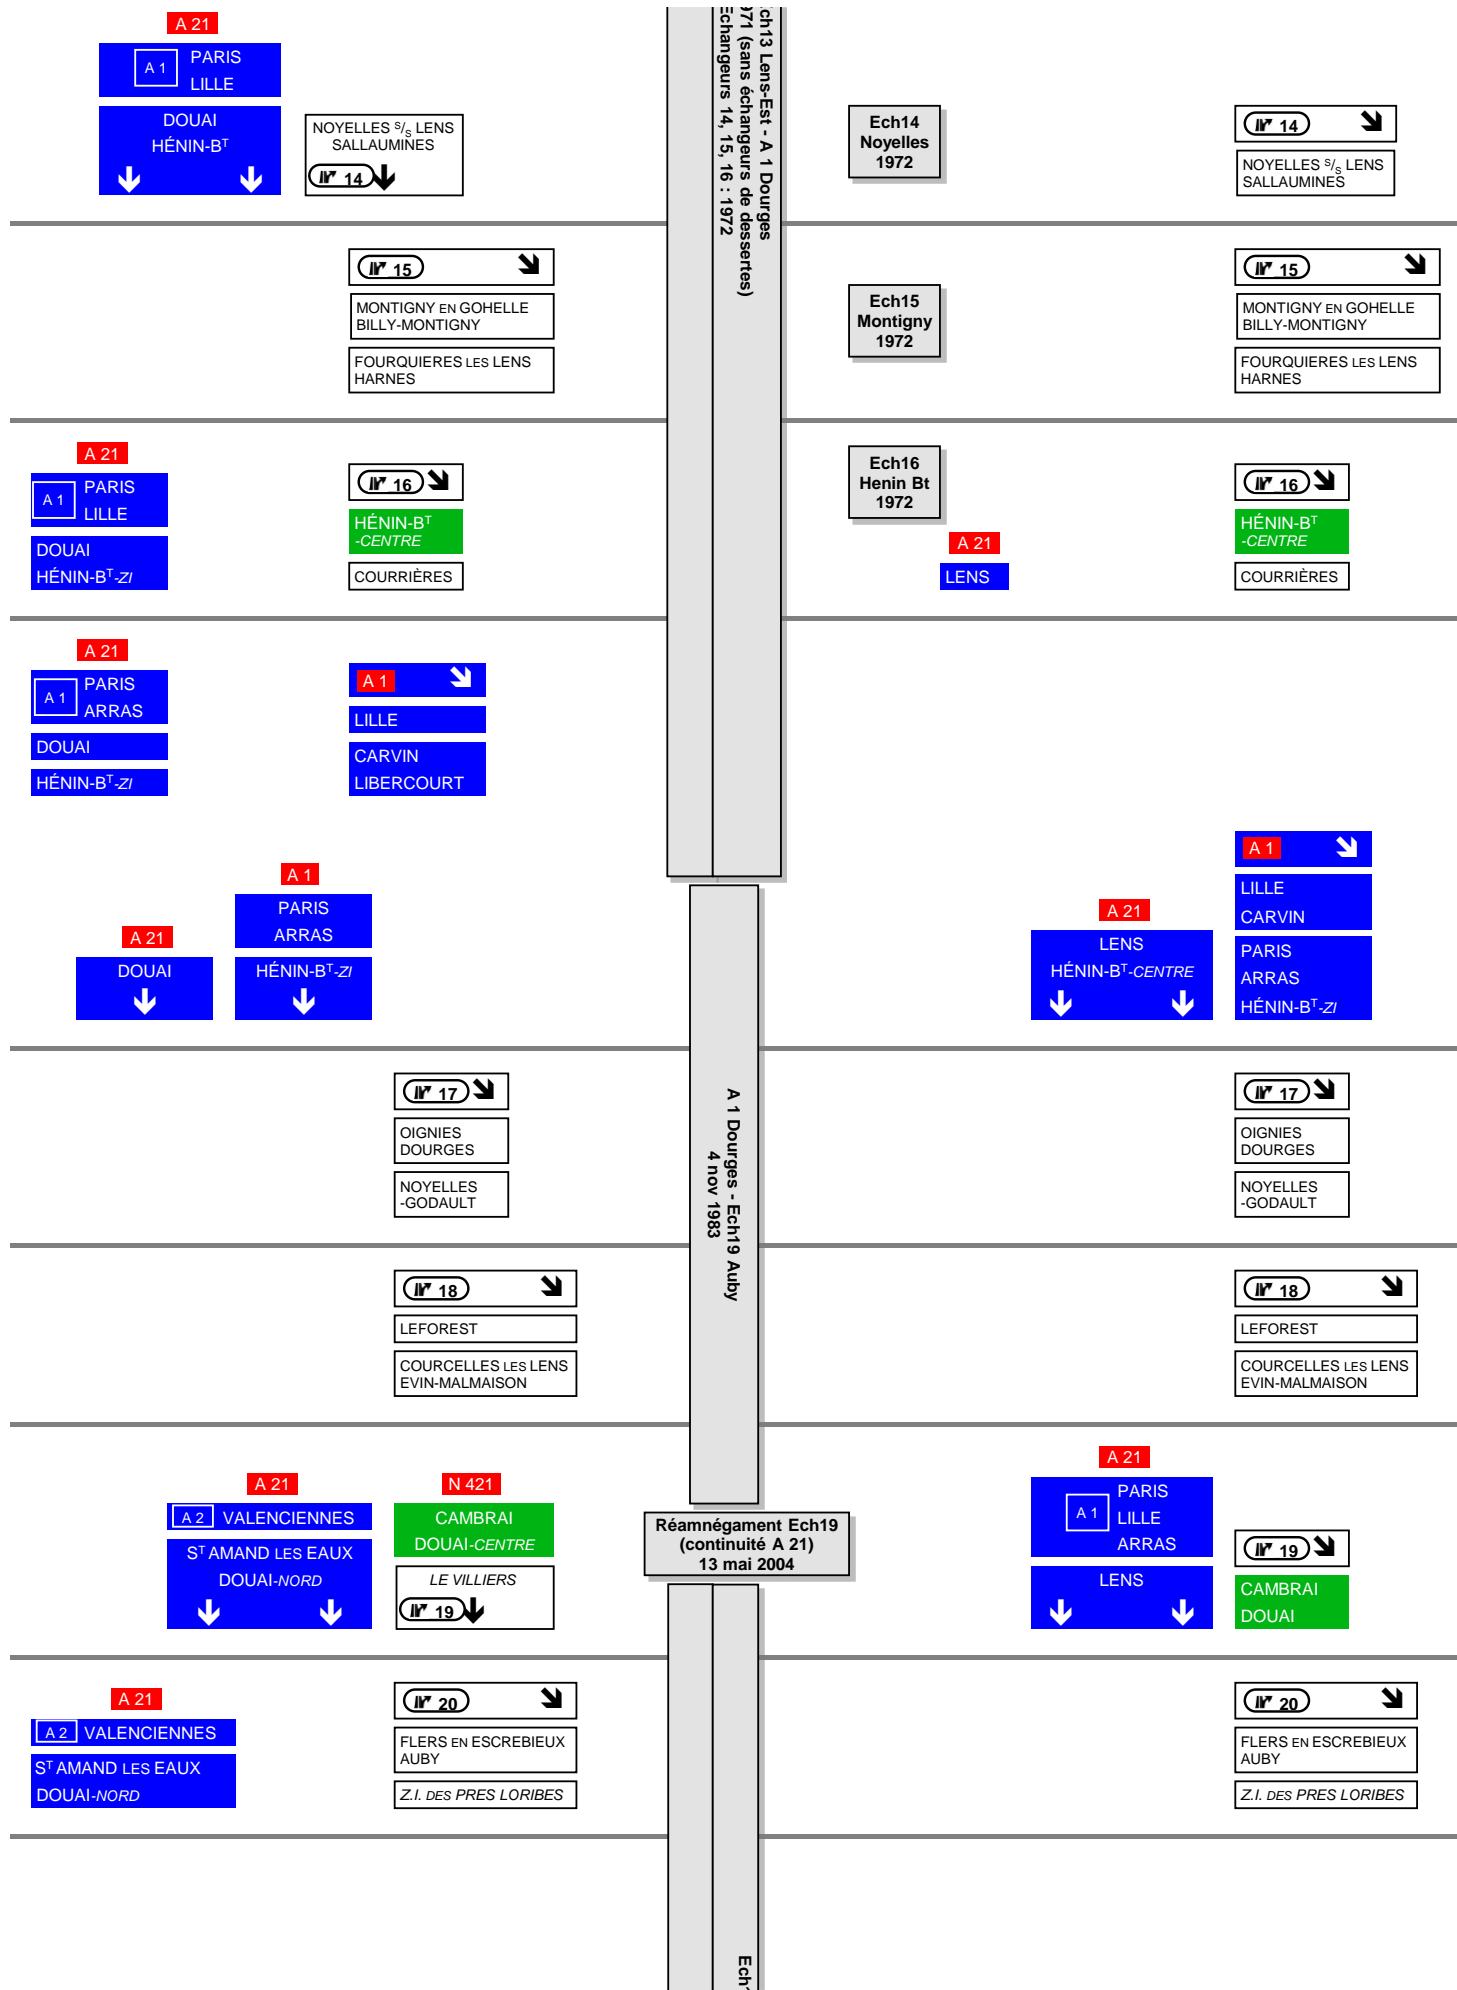 A 21
A 1
PARIS
LILLE
DOUAI
HÉNIN-Bᵀ
NOYELLES S/S LENS
SALLAUMINES
14
ch13 Lens-Est - A 1 Dourges
971 (sans échangeurs de dessertes)
Echangeurs 14, 15, 16 : 1972
Ech14
Noyelles
1972
14
NOYELLES S/S LENS
SALLAUMINES
15
MONTIGNY EN GOHELLE
BILLY-MONTIGNY
FOURQUIERES LES LENS
HARNES
Ech15
Montigny
1972
15
MONTIGNY EN GOHELLE
BILLY-MONTIGNY
FOURQUIERES LES LENS
HARNES
A 21
A 1
PARIS
LILLE
DOUAI
HÉNIN-Bᵀ-ZI
16
HÉNIN-Bᵀ
-CENTRE
COURRIÈRES
Ech16
Henin Bt
1972
A 21
LENS
16
HÉNIN-Bᵀ
-CENTRE
COURRIÈRES
A 21
A 1
PARIS
ARRAS
DOUAI
HÉNIN-Bᵀ-ZI
A 1
LILLE
CARVIN
LIBERCOURT
A 21
DOUAI
A 1
PARIS
ARRAS
HÉNIN-Bᵀ-ZI
A 21
LENS
HÉNIN-Bᵀ-CENTRE
A 1
LILLE
CARVIN
PARIS
ARRAS
HÉNIN-Bᵀ-ZI
A 1 Dourges - Ech19 Auby
4 nov 1983
17
OIGNIES
DOURGES
NOYELLES
-GODAULT
17
OIGNIES
DOURGES
NOYELLES
-GODAULT
18
LEFOREST
COURCELLES LES LENS
EVIN-MALMAISON
18
LEFOREST
COURCELLES LES LENS
EVIN-MALMAISON
A 21
A 2 VALENCIENNES
Sᵀ AMAND LES EAUX
DOUAI-NORD
N 421
CAMBRAI
DOUAI-CENTRE
LE VILLIERS
19
Réamnégament Ech19
(continuité A 21)
13 mai 2004
A 21
A 1
PARIS
LILLE
ARRAS
LENS
19
CAMBRAI
DOUAI
A 21
A 2 VALENCIENNES
Sᵀ AMAND LES EAUX
DOUAI-NORD
20
FLERS EN ESCREBIEUX
AUBY
Z.I. DES PRES LORIBES
20
FLERS EN ESCREBIEUX
AUBY
Z.I. DES PRES LORIBES
Ech